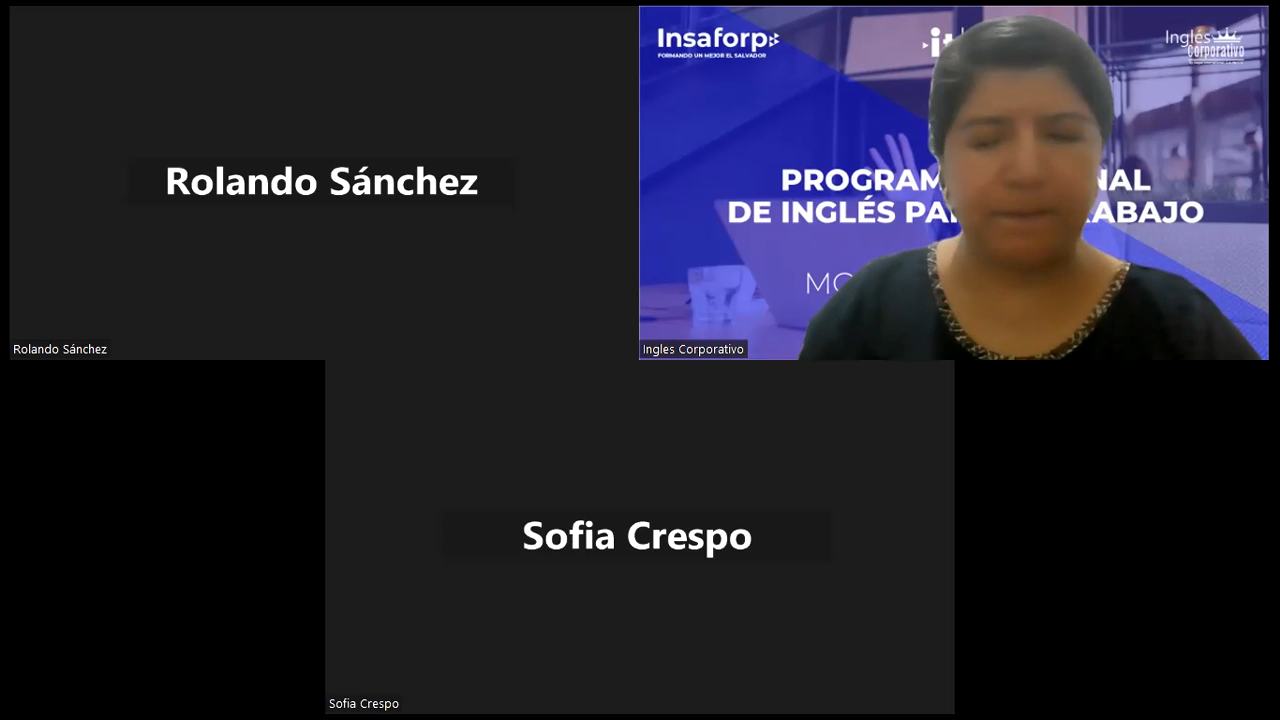 Rolando Sánchez
Rolando Sánchez
Insaforp
FORMANDO UN MEJOR EL SALVADOR
it
Inglés
Corporativo
PROGRAM NAL
DE INGLÉS PA ABAJO
MO
Ingles Corporativo
Sofia Crespo
Sofia Crespo